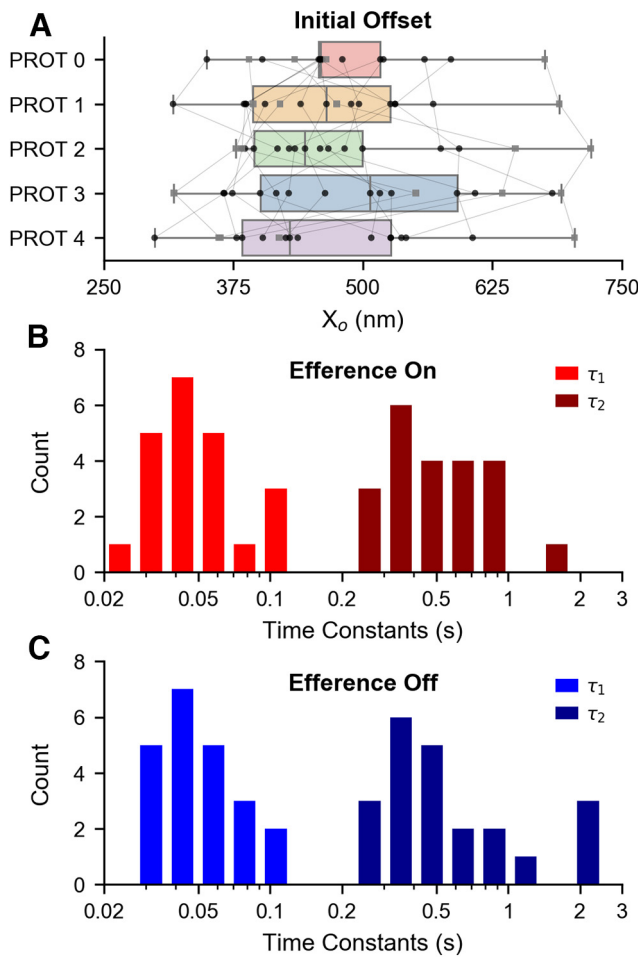 A
Initial Offset
PROT 0
PROT 1
PROT 2
PROT 3
PROT 4
250 375 500 625 750
Xₒ (nm)
B
Efference On
τ₁
τ₂
8
6
4
2
0
Count
0.02 0.05 0.1 0.2 0.5 1 2 3
Time Constants (s)
C
Efference Off
τ₁
τ₂
8
6
4
2
0
Count
0.02 0.05 0.1 0.2 0.5 1 2 3
Time Constants (s)